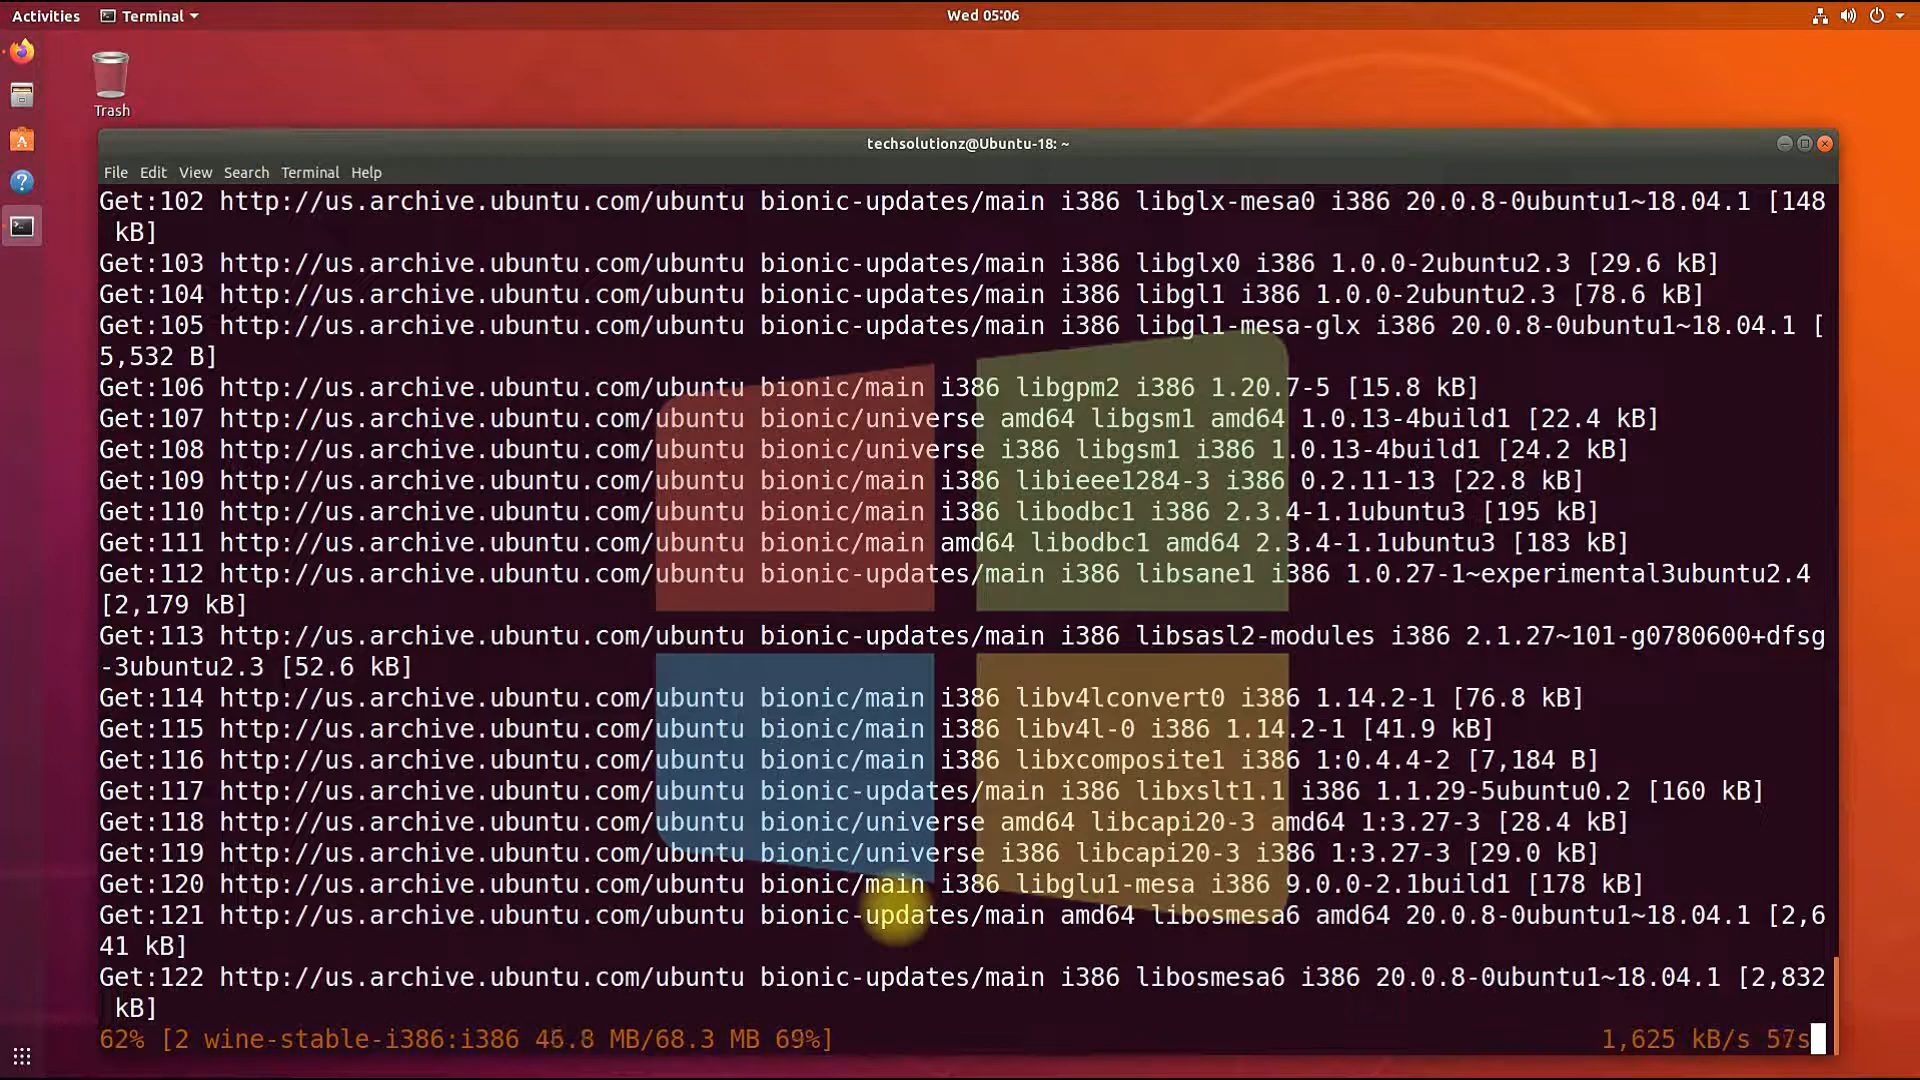 Activities Terminal Wed 05:06
Trash
techsolutionz@Ubuntu-18: ~
File Edit View Search Terminal Help
Get:102 http://us.archive.ubuntu.com/ubuntu bionic-updates/main i386 libglx-mesa0 i386 20.0.8-0ubuntu1~18.04.1 [148
 kB]
Get:103 http://us.archive.ubuntu.com/ubuntu bionic-updates/main i386 libglx0 i386 1.0.0-2ubuntu2.3 [29.6 kB]
Get:104 http://us.archive.ubuntu.com/ubuntu bionic-updates/main i386 libgl1 i386 1.0.0-2ubuntu2.3 [78.6 kB]
Get:105 http://us.archive.ubuntu.com/ubuntu bionic-updates/main i386 libgl1-mesa-glx i386 20.0.8-0ubuntu1~18.04.1 [
5,532 B]
Get:106 http://us.archive.ubuntu.com/ubuntu bionic/main i386 libgpm2 i386 1.20.7-5 [15.8 kB]
Get:107 http://us.archive.ubuntu.com/ubuntu bionic/universe amd64 libgsm1 amd64 1.0.13-4build1 [22.4 kB]
Get:108 http://us.archive.ubuntu.com/ubuntu bionic/universe i386 libgsm1 i386 1.0.13-4build1 [24.2 kB]
Get:109 http://us.archive.ubuntu.com/ubuntu bionic/main i386 libieee1284-3 i386 0.2.11-13 [22.8 kB]
Get:110 http://us.archive.ubuntu.com/ubuntu bionic/main i386 libodbc1 i386 2.3.4-1.1ubuntu3 [195 kB]
Get:111 http://us.archive.ubuntu.com/ubuntu bionic/main amd64 libodbc1 amd64 2.3.4-1.1ubuntu3 [183 kB]
Get:112 http://us.archive.ubuntu.com/ubuntu bionic-updates/main i386 libsane1 i386 1.0.27-1~experimental3ubuntu2.4
[2,179 kB]
Get:113 http://us.archive.ubuntu.com/ubuntu bionic-updates/main i386 libsasl2-modules i386 2.1.27~101-g0780600+dfsg
-3ubuntu2.3 [52.6 kB]
Get:114 http://us.archive.ubuntu.com/ubuntu bionic/main i386 libv4lconvert0 i386 1.14.2-1 [76.8 kB]
Get:115 http://us.archive.ubuntu.com/ubuntu bionic/main i386 libv4l-0 i386 1.14.2-1 [41.9 kB]
Get:116 http://us.archive.ubuntu.com/ubuntu bionic/main i386 libxcomposite1 i386 1:0.4.4-2 [7,184 B]
Get:117 http://us.archive.ubuntu.com/ubuntu bionic-updates/main i386 libxslt1.1 i386 1.1.29-5ubuntu0.2 [160 kB]
Get:118 http://us.archive.ubuntu.com/ubuntu bionic/universe amd64 libcapi20-3 amd64 1:3.27-3 [28.4 kB]
Get:119 http://us.archive.ubuntu.com/ubuntu bionic/universe i386 libcapi20-3 i386 1:3.27-3 [29.0 kB]
Get:120 http://us.archive.ubuntu.com/ubuntu bionic/main i386 libglu1-mesa i386 9.0.0-2.1build1 [178 kB]
Get:121 http://us.archive.ubuntu.com/ubuntu bionic-updates/main amd64 libosmesa6 amd64 20.0.8-0ubuntu1~18.04.1 [2,6
41 kB]
Get:122 http://us.archive.ubuntu.com/ubuntu bionic-updates/main i386 libosmesa6 i386 20.0.8-0ubuntu1~18.04.1 [2,832
 kB]
62% [2 wine-stable-i386:i386 46.8 MB/68.3 MB 69%] 1,625 kB/s 57s